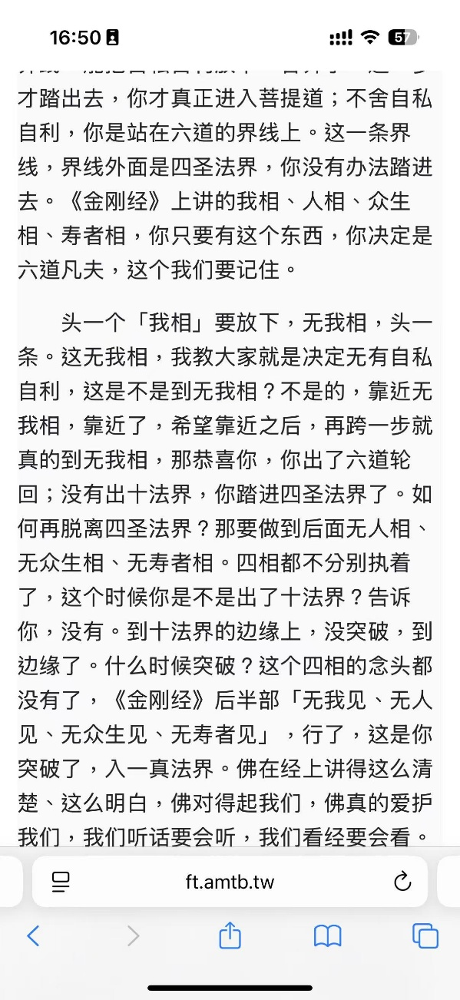 16:50
57
才踏出去，你才真正进入菩提道；不舍自私
自利，你是站在六道的界线上。这一条界
线，界线外面是四圣法界，你没有办法踏进
去。《金刚经》上讲的我相、人相、众生
相、寿者相，你只要有这个东西，你决定是
六道凡夫，这个我们要记住。
头一个「我相」要放下，无我相，头一
条。这无我相，我教大家就是决定无有自私
自利，这是不是到无我相？不是的，靠近无
我相，靠近了，希望靠近之后，再跨一步就
真的到无我相，那恭喜你，你出了六道轮
回；没有出十法界，你踏进四圣法界了。如
何再脱离四圣法界？那要做到后面无人相、
无众生相、无寿者相。四相都不分别执着
了，这个时候你是不是出了十法界？告诉
你，没有。到十法界的边缘上，没突破，到
边缘了。什么时候突破？这个四相的念头都
没有了，《金刚经》后半部「无我见、无人
见、无众生见、无寿者见」，行了，这是你
突破了，入一真法界。佛在经上讲得这么清
楚、这么明白，佛对得起我们，佛真的爱护
我们，我们听话要会听，我们看经要会看。
ft.amtb.tw